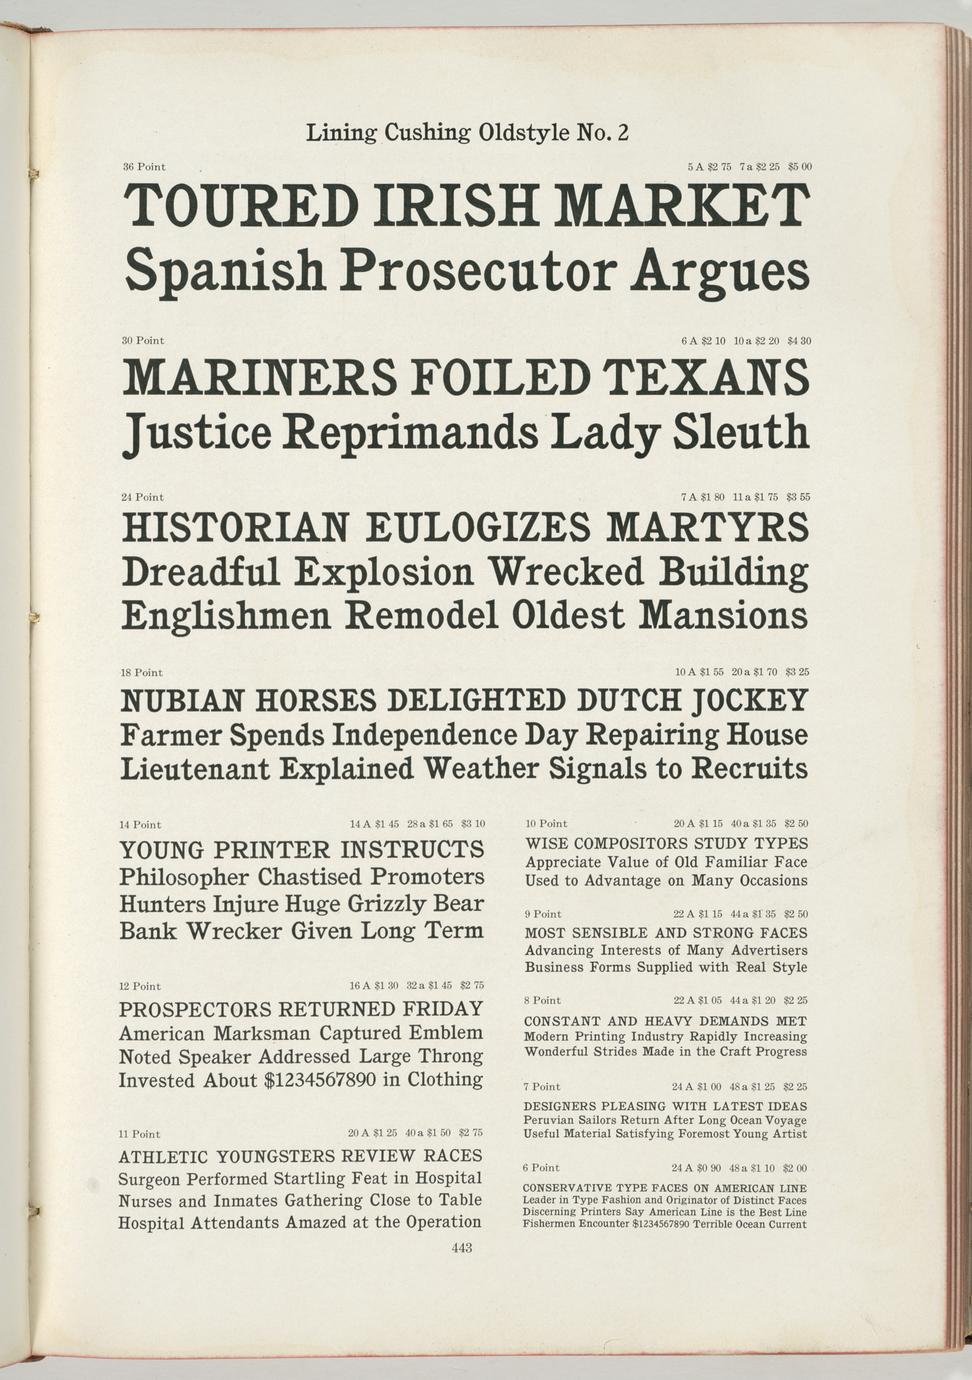 Lining Cushing Oldstyle No. 2
36 Point 5 A $2 75 7 a $2 25 $5 00
TOURED IRISH MARKET
Spanish Prosecutor Argues
30 Point 6 A $2 10 10 a $2 20 $4 30
MARINERS FOILED TEXANS
Justice Reprimands Lady Sleuth
24 Point 7 A $1 80 11 a $1 75 $3 55
HISTORIAN EULOGIZES MARTYRS
Dreadful Explosion Wrecked Building
Englishmen Remodel Oldest Mansions
18 Point 10 A $1 55 20 a $1 70 $3 25
NUBIAN HORSES DELIGHTED DUTCH JOCKEY
Farmer Spends Independence Day Repairing House
Lieutenant Explained Weather Signals to Recruits
14 Point 14 A $1 45 28 a $1 65 $3 10
YOUNG PRINTER INSTRUCTS
Philosopher Chastised Promoters
Hunters Injure Huge Grizzly Bear
Bank Wrecker Given Long Term
12 Point 16 A $1 30 32 a $1 45 $2 75
PROSPECTORS RETURNED FRIDAY
American Marksman Captured Emblem
Noted Speaker Addressed Large Throng
Invested About $1234567890 in Clothing
11 Point 20 A $1 25 40 a $1 50 $2 75
ATHLETIC YOUNGSTERS REVIEW RACES
Surgeon Performed Startling Feat in Hospital
Nurses and Inmates Gathering Close to Table
Hospital Attendants Amazed at the Operation
10 Point 20 A $1 15 40 a $1 35 $2 50
WISE COMPOSITORS STUDY TYPES
Appreciate Value of Old Familiar Face
Used to Advantage on Many Occasions
9 Point 22 A $1 15 44 a $1 35 $2 50
MOST SENSIBLE AND STRONG FACES
Advancing Interests of Many Advertisers
Business Forms Supplied with Real Style
8 Point 22 A $1 05 44 a $1 20 $2 25
CONSTANT AND HEAVY DEMANDS MET
Modern Printing Industry Rapidly Increasing
Wonderful Strides Made in the Craft Progress
7 Point 24 A $1 00 48 a $1 25 $2 25
DESIGNERS PLEASING WITH LATEST IDEAS
Peruvian Sailors Return After Long Ocean Voyage
Useful Material Satisfying Foremost Young Artist
6 Point 24 A $0 90 48 a $1 10 $2 00
CONSERVATIVE TYPE FACES ON AMERICAN LINE
Leader in Type Fashion and Originator of Distinct Faces
Discerning Printers Say American Line is the Best Line
Fishermen Encounter $1234567890 Terrible Ocean Current
443